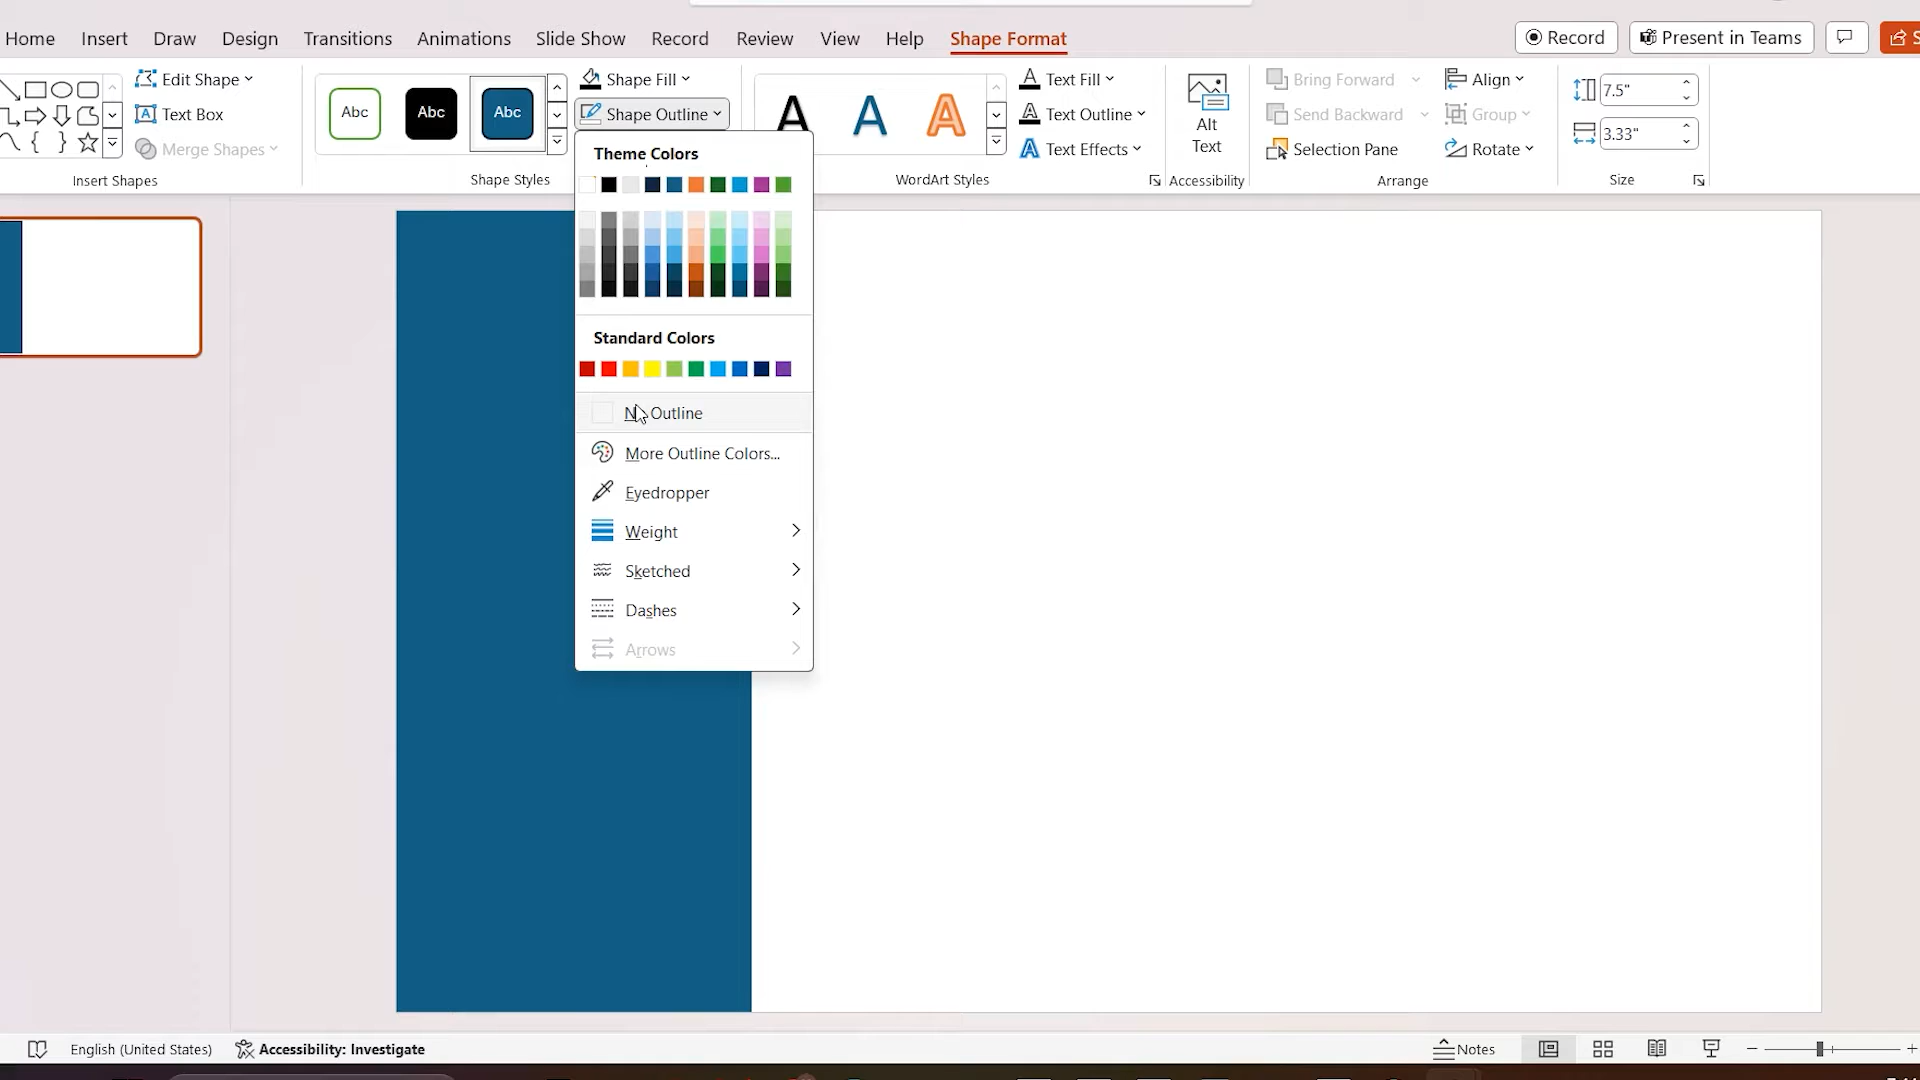 Home Insert Draw Design Transitions Animations Slide Show Record Review View Help Shape Format Record Present in Teams
Edit Shape
Text Box
Merge Shapes
Insert Shapes
Abc Abc Abc
Shape Styles
Shape Fill
Shape Outline
A A A
WordArt Styles
Text Fill
Text Outline
Text Effects
Alt
Text
Accessibility
Bring Forward
Send Backward
Selection Pane
Align
Group
Rotate
Arrange
7.5"
3.33"
Size
Theme Colors
Standard Colors
Outline
More Outline Colors...
Eyedropper
Weight
Sketched
Dashes
Arrows
English (United States) Accessibility: Investigate Notes